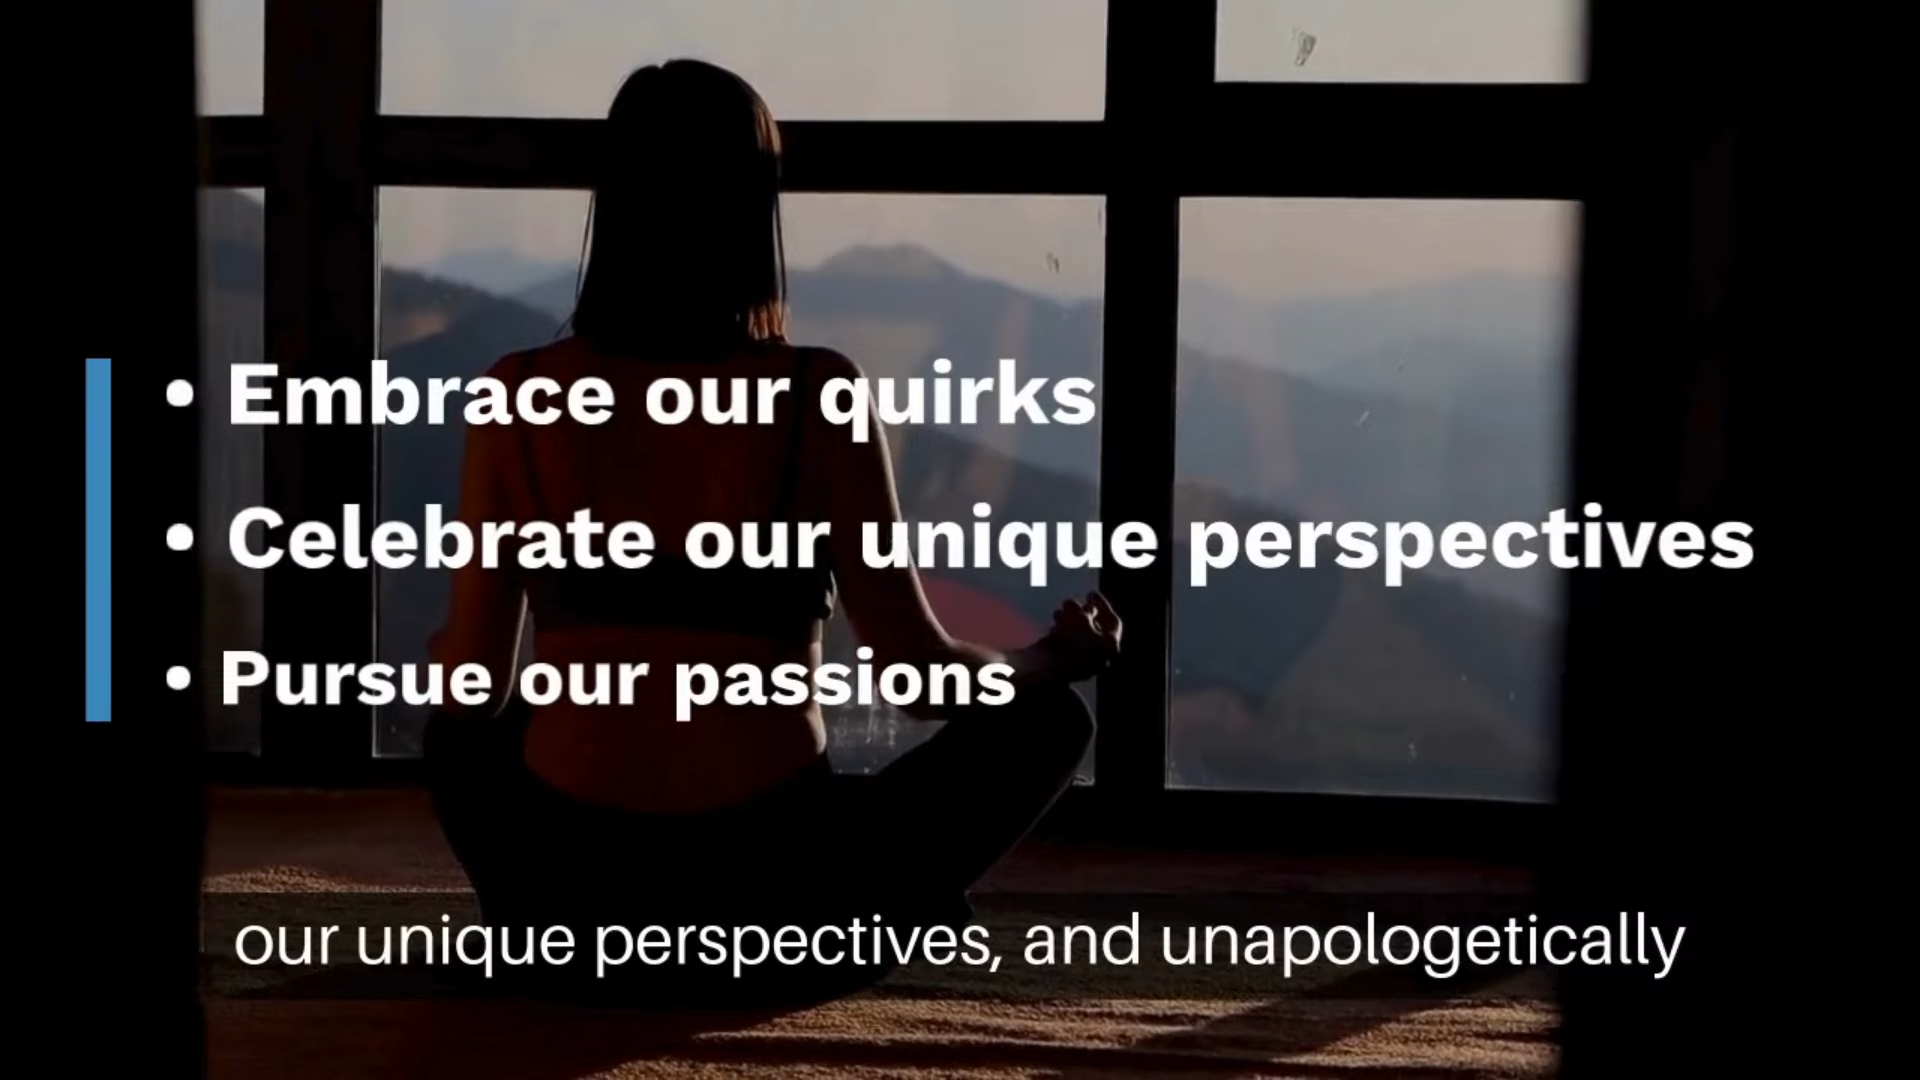 • Embrace our quirks
• Celebrate our unique perspectives
• Pursue our passions
our unique perspectives, and unapologetically